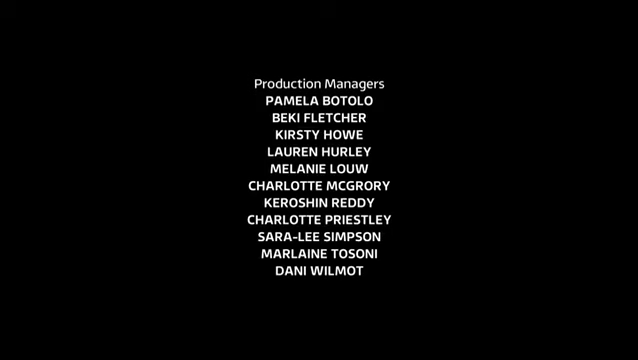 Production Managers
PAMELA BOTOLO
BEKI FLETCHER
KIRSTY HOWE
LAUREN HURLEY
MELANIE LOUW
CHARLOTTE MCGRORY
KEROSHIN REDDY
CHARLOTTE PRIESTLEY
SARA-LEE SIMPSON
MARLAINE TOSONI
DANI WILMOT